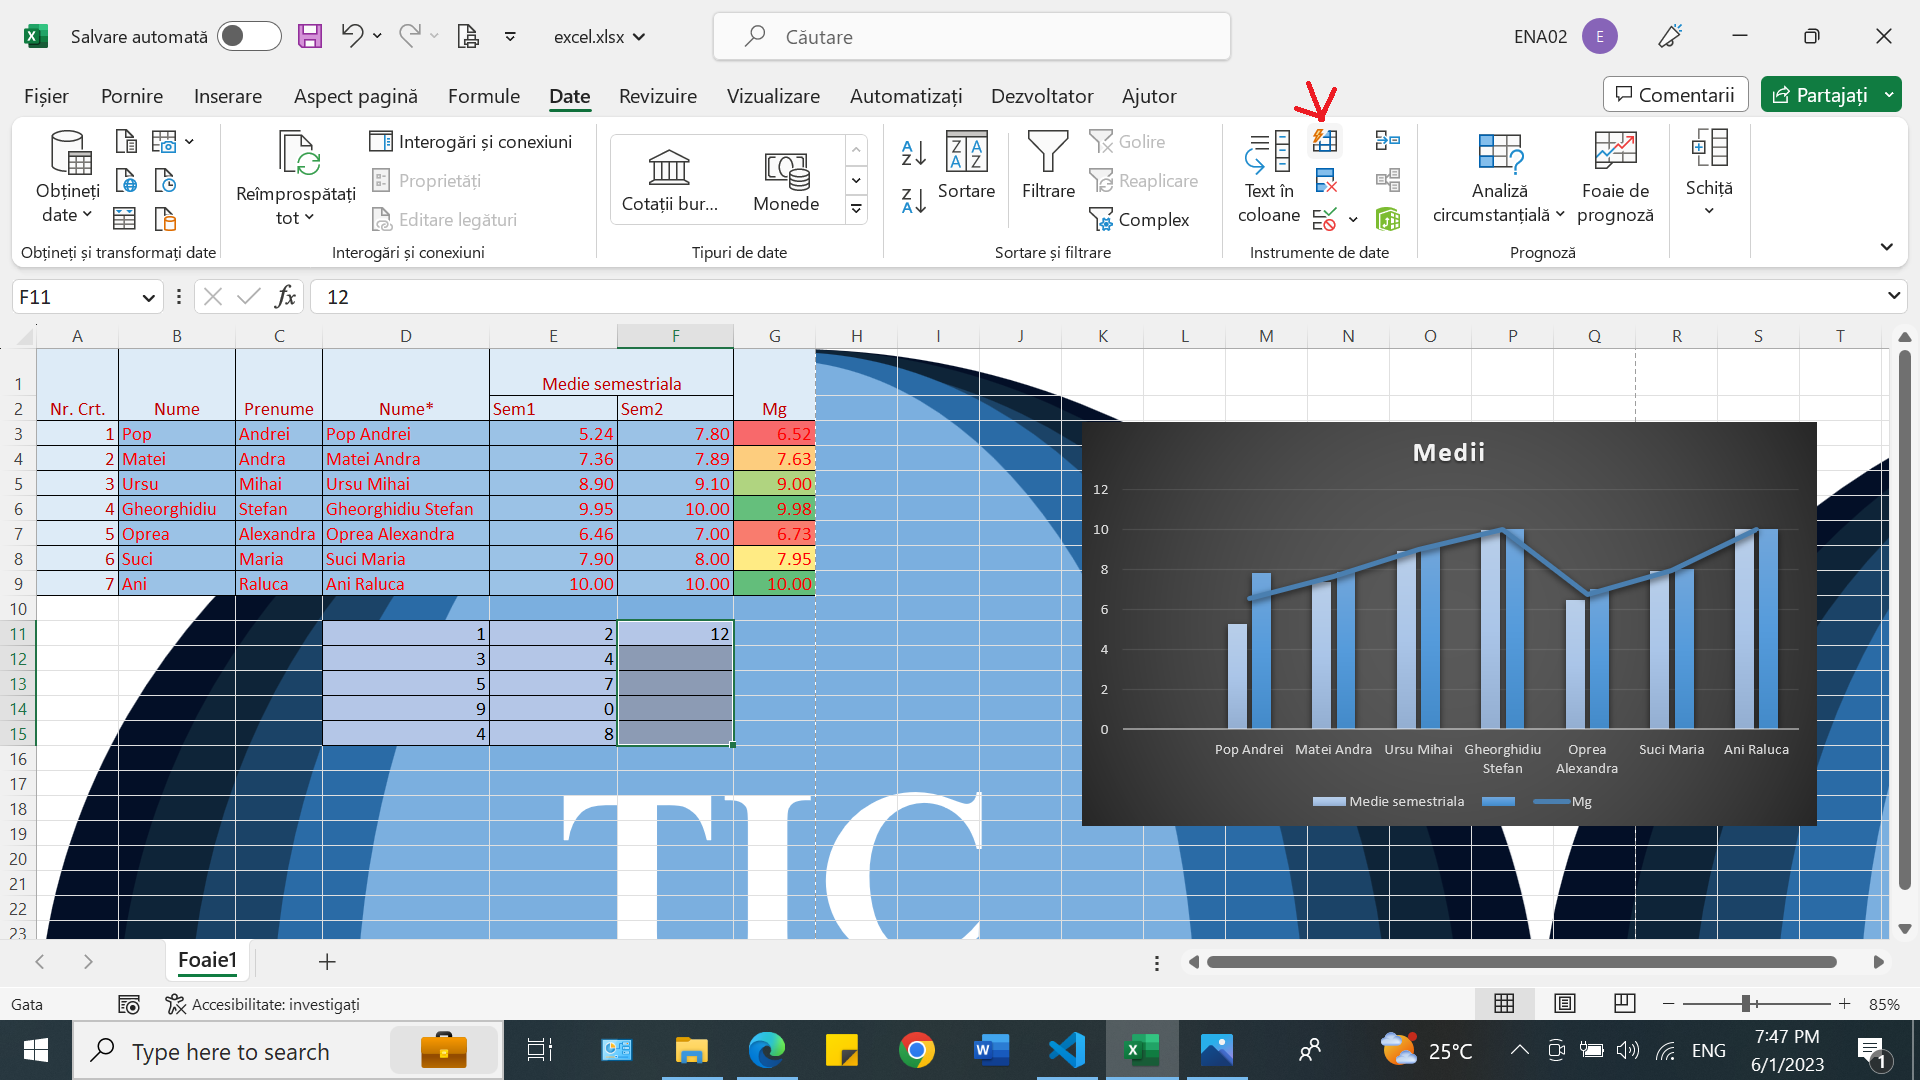 Salvare automată
excel.xlsx
Căutare
ENA02
E
Fișier Pornire Inserare Aspect pagină Formule Date Revizuire Vizualizare Automatizați Dezvoltator Ajutor
Comentarii
Partajați
Obțineți date
Obțineți și transformați date
Reîmprospătați tot
Interogări și conexiuni
Proprietăți
Editare legături
Interogări și conexiuni
Cotații bur...
Monede
Tipuri de date
Sortare
Filtrare
Golire
Reaplicare
Complex
Sortare și filtrare
Text în coloane
Instrumente de date
Analiză circumstanțială
Foaie de prognoză
Prognoză
Schiță
F11
fx
12
A B C D E F G H I J K L M N O P Q R S T
1 Medie semestriala
2 Nr. Crt. Nume Prenume Nume* Sem1 Sem2 Mg
3 1 Pop Andrei Pop Andrei 5.24 7.80 6.52
4 2 Matei Andra Matei Andra 7.36 7.89 7.63
5 3 Ursu Mihai Ursu Mihai 8.90 9.10 9.00
6 4 Gheorghidiu Stefan Gheorghidiu Stefan 9.95 10.00 9.98
7 5 Oprea Alexandra Oprea Alexandra 6.46 7.00 6.73
8 6 Suci Maria Suci Maria 7.90 8.00 7.95
9 7 Ani Raluca Ani Raluca 10.00 10.00 10.00
10
11 1 2 12
12 3 4
13 5 7
14 9 0
15 4 8
16
17
18
19
20
21
22
23
TIC
Medii
12
10
8
6
4
2
0
Pop Andrei Matei Andra Ursu Mihai Gheorghidiu Stefan Oprea Alexandra Suci Maria Ani Raluca
Medie semestriala Mg
Foaie1
Gata
Accesibilitate: investigați
85%
Type here to search
25°C
ENG
7:47 PM
6/1/2023
1